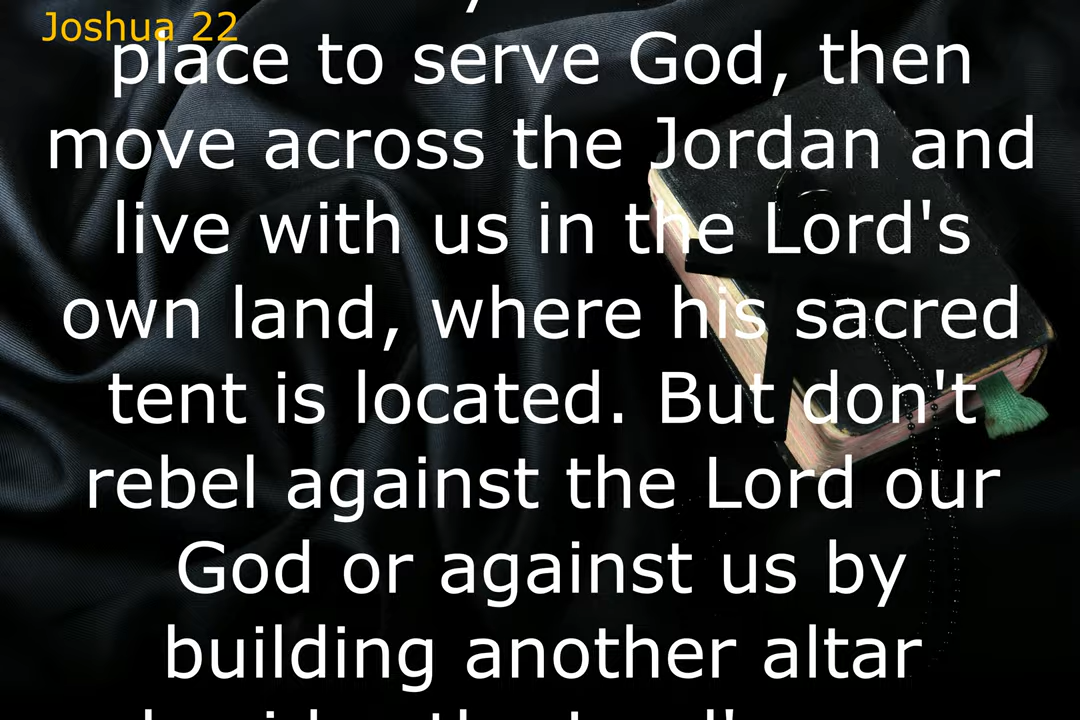 Joshua 22
place to serve God, then
move across the Jordan and
live with us in the Lord's
own land, where his sacred
tent is located. But don't
rebel against the Lord our
God or against us by
building another altar